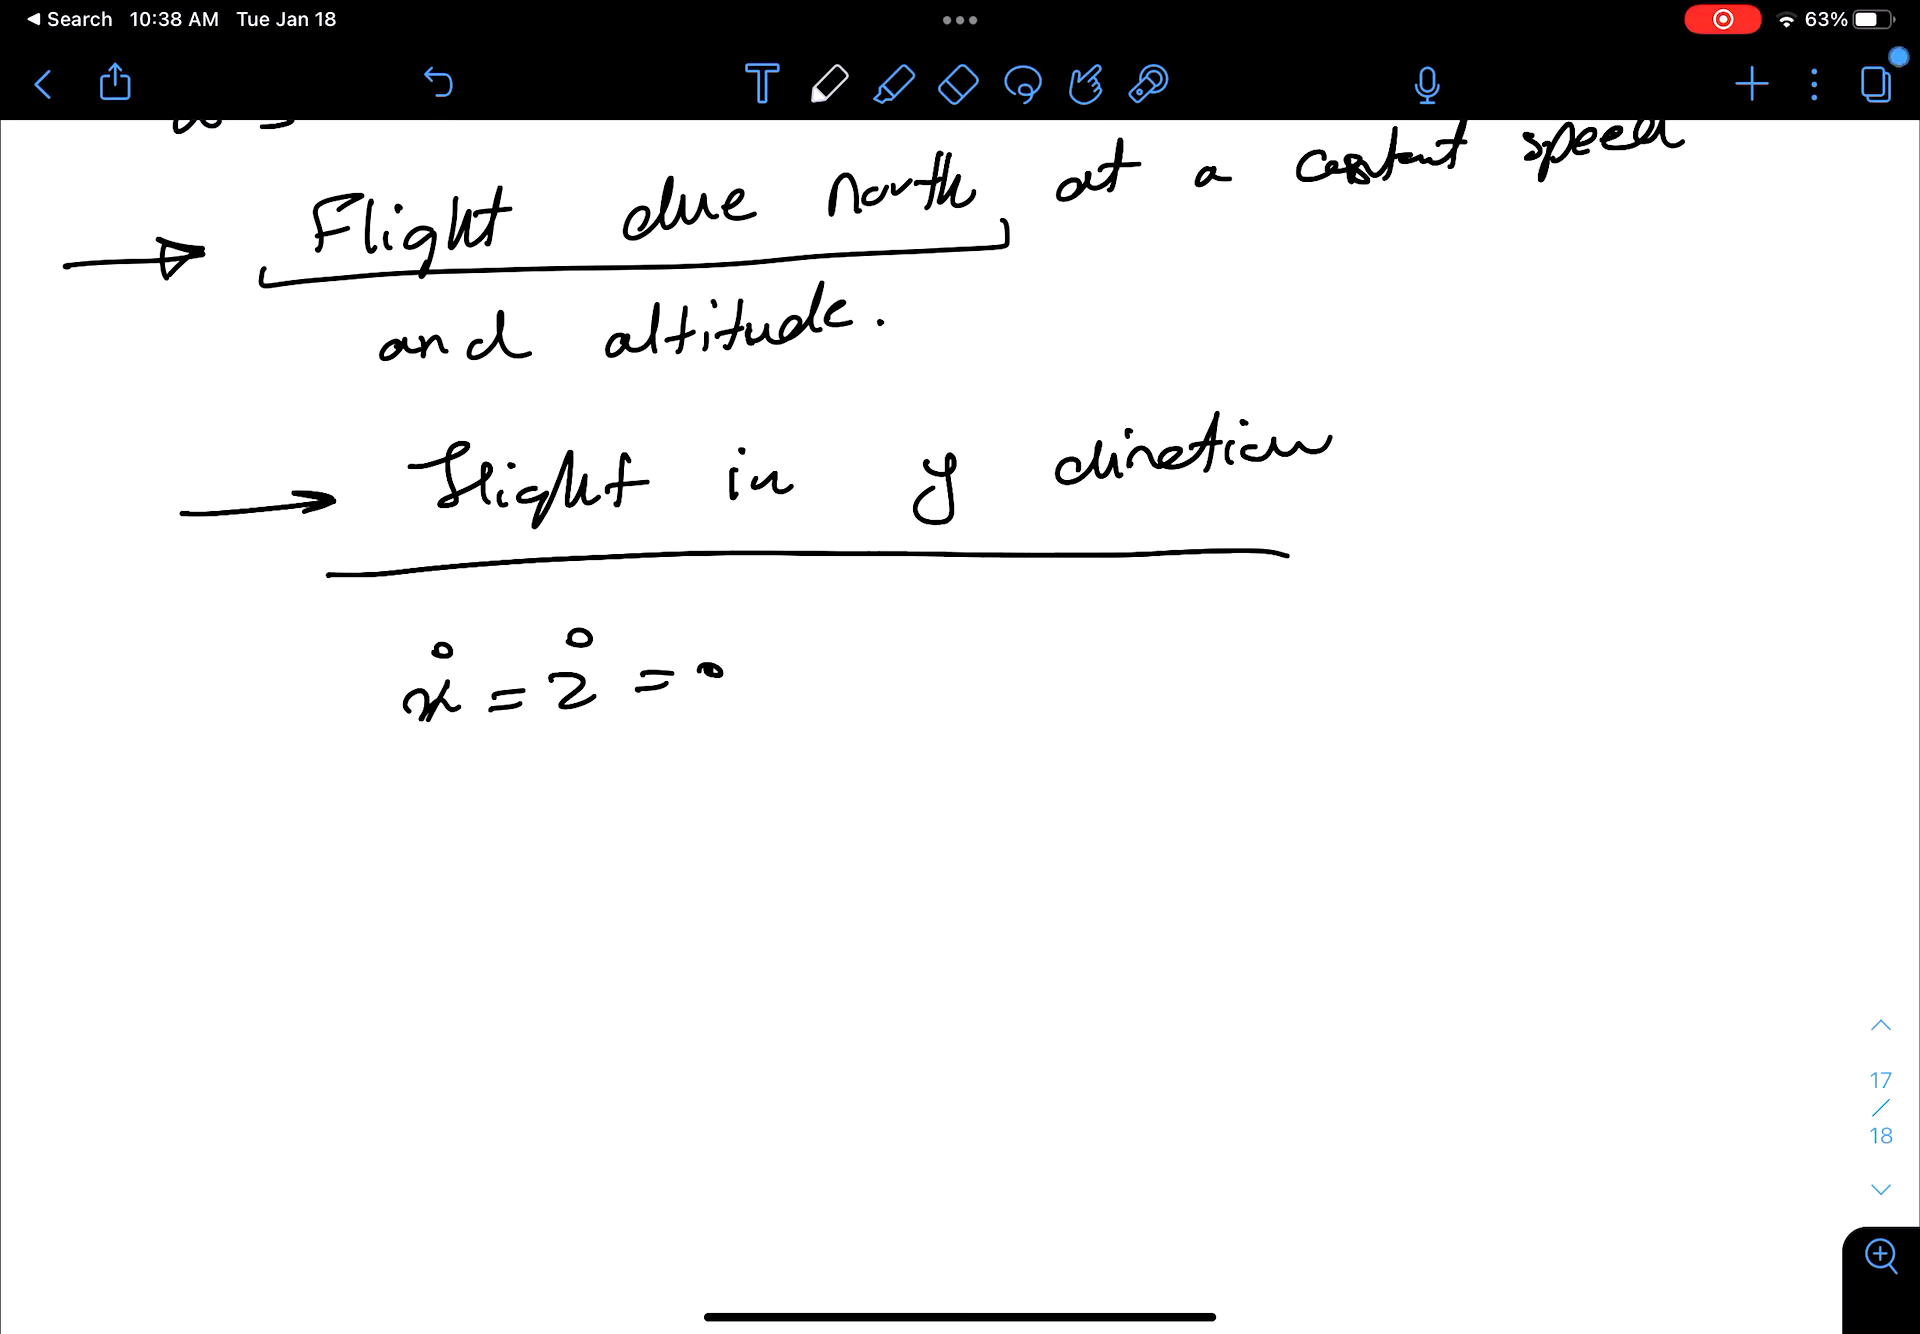 Search 10:38 AM Tue Jan 18 63%
Flight due north at a constant speed
and altitude.
flight in y direction
ẋ = ż = 0
17
/
18